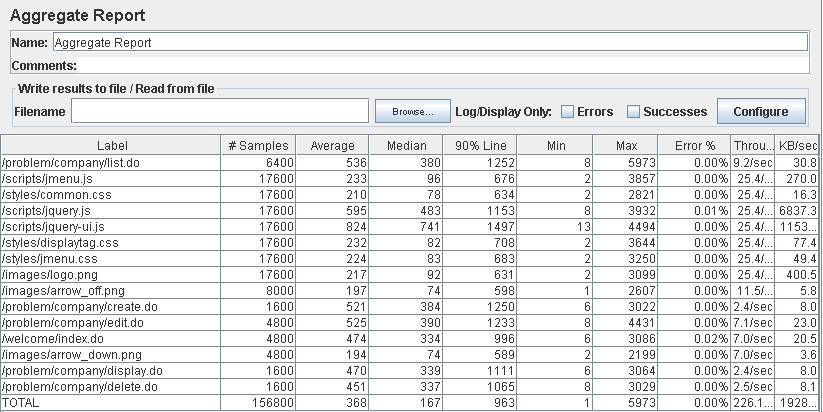 Aggregate Report
Name: Aggregate Report
Comments:
Write results to file / Read from file
Filename Browse... Log/Display Only: Errors Successes Configure
Label # Samples Average Median 90% Line Min Max Error % Throu... KB/sec
/problem/company/list.do 6400 536 380 1252 8 5973 0.00% 9.2/sec 30.8
/scripts/jmenu.js 17600 233 96 676 2 3857 0.00% 25.4/... 270.0
/styles/common.css 17600 210 78 634 2 2821 0.00% 25.4/... 16.3
/scripts/jquery.js 17600 595 483 1153 8 3932 0.01% 25.4/... 6837.3
/scripts/jquery-ui.js 17600 824 741 1497 13 4494 0.00% 25.4/... 1153...
/styles/displaytag.css 17600 232 82 708 2 3644 0.00% 25.4/... 77.4
/styles/jmenu.css 17600 224 83 683 2 3250 0.00% 25.4/... 49.4
/images/logo.png 17600 217 92 631 2 3099 0.00% 25.4/... 400.5
/images/arrow_off.png 8000 197 74 598 1 2607 0.00% 11.5/... 5.8
/problem/company/create.do 1600 521 384 1250 6 3022 0.00% 2.4/sec 8.0
/problem/company/edit.do 4800 525 390 1233 8 4431 0.00% 7.1/sec 23.0
/welcome/index.do 4800 474 334 996 6 3086 0.02% 7.0/sec 20.5
/images/arrow_down.png 4800 194 74 589 2 2199 0.00% 7.0/sec 3.6
/problem/company/display.do 1600 470 339 1111 6 3064 0.00% 2.4/sec 8.0
/problem/company/delete.do 1600 451 337 1065 8 3029 0.00% 2.5/sec 8.1
TOTAL 156800 368 167 963 1 5973 0.00% 226.1... 1928...